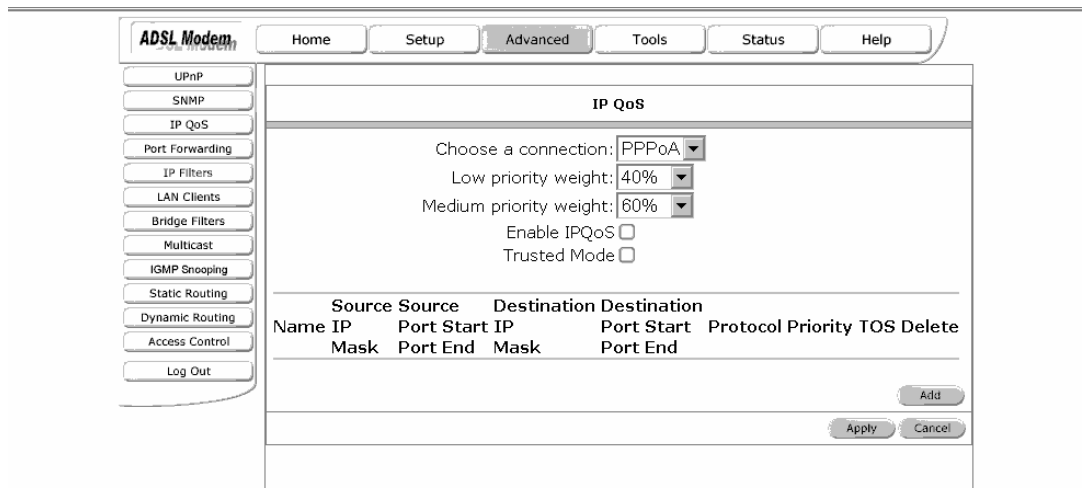 ADSL Modem
Home Setup Advanced Tools Status Help
UPnP
SNMP
IP QoS
Port Forwarding
IP Filters
LAN Clients
Bridge Filters
Multicast
IGMP Snooping
Static Routing
Dynamic Routing
Access Control
Log Out
IP QoS
Choose a connection: PPPoA
Low priority weight: 40%
Medium priority weight: 60%
Enable IPQoS
Trusted Mode
Source Source Destination Destination
Name IP Port Start IP Port Start Protocol Priority TOS Delete
Mask Port End Mask Port End
Add
Apply Cancel